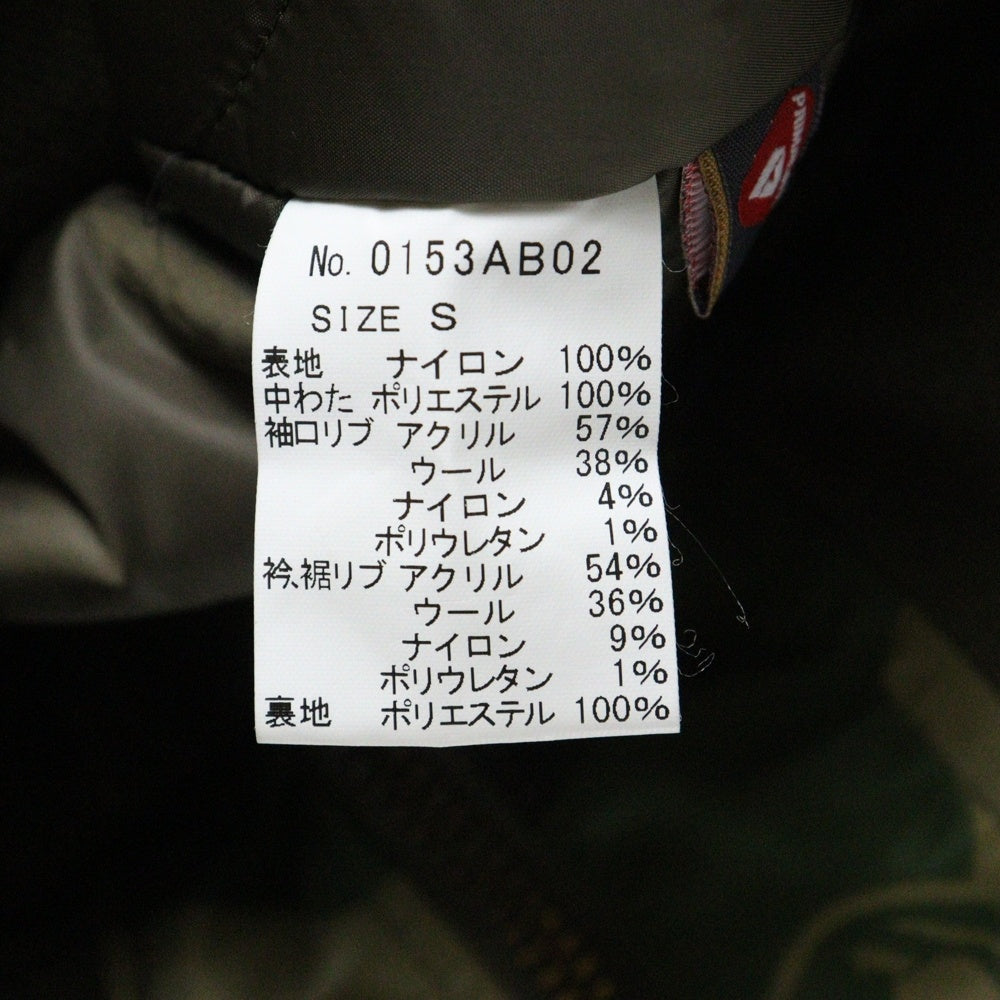 No. 0153AB02
SIZE S
表地 ナイロン 100%
中わた ポリエステル 100%
袖口リブ アクリル 57%
ウール 38%
ナイロン 4%
ポリウレタン 1%
衿、裾リブ アクリル 54%
ウール 36%
ナイロン 9%
ポリウレタン 1%
裏地 ポリエステル 100%